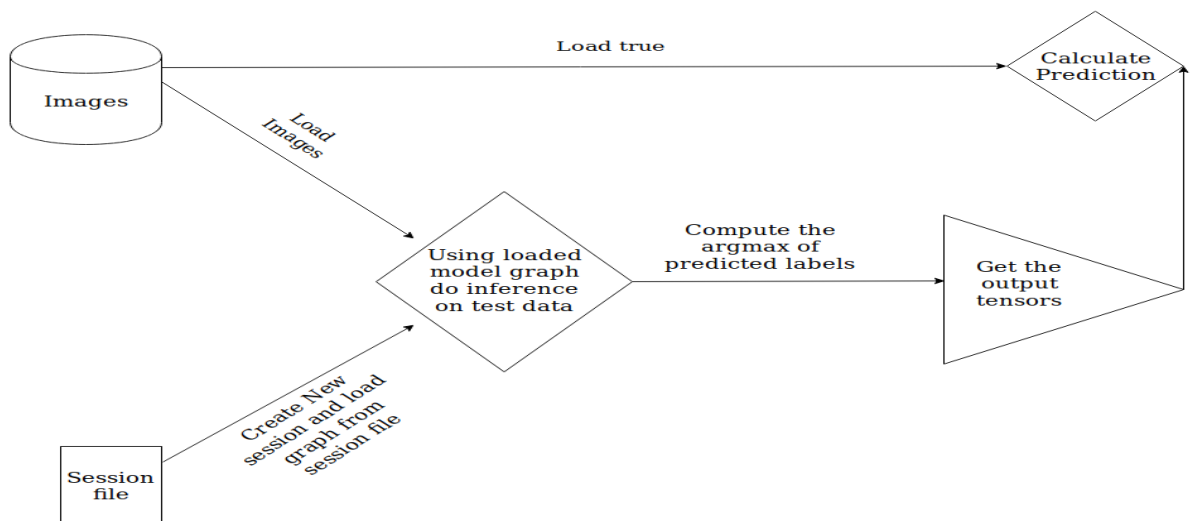 Load true
Calculate
Prediction
Images
Load
Images
Compute the
argmax of
predicted labels
Using loaded
model graph
do inference
on test data
Get the
output
tensors
Create New
session and load
graph from
session file
Session
file